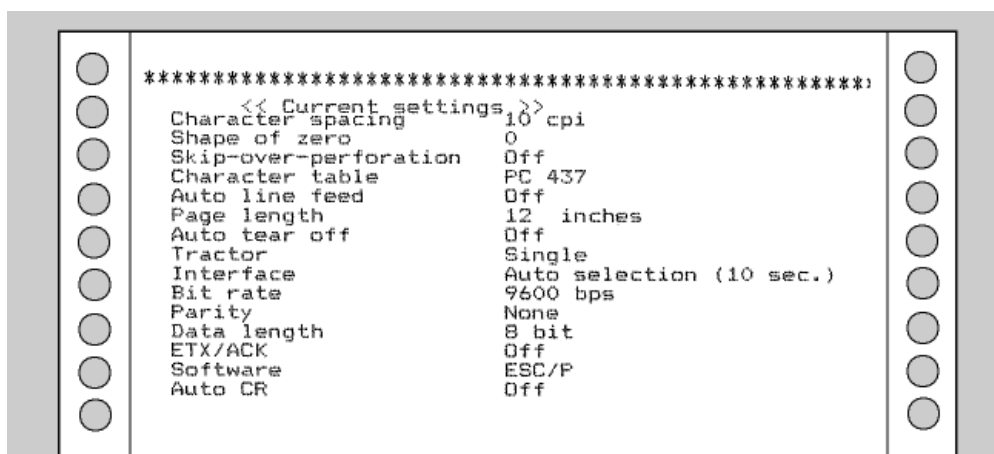 ****************************************************
<< Current settings >>
Character spacing 10 cpi
Shape of zero 0
Skip-over-perforation Off
Character table PC 437
Auto line feed Off
Page length 12 inches
Auto tear off Off
Tractor Single
Interface Auto selection (10 sec.)
Bit rate 9600 bps
Parity None
Data length 8 bit
ETX/ACK Off
Software ESC/P
Auto CR Off